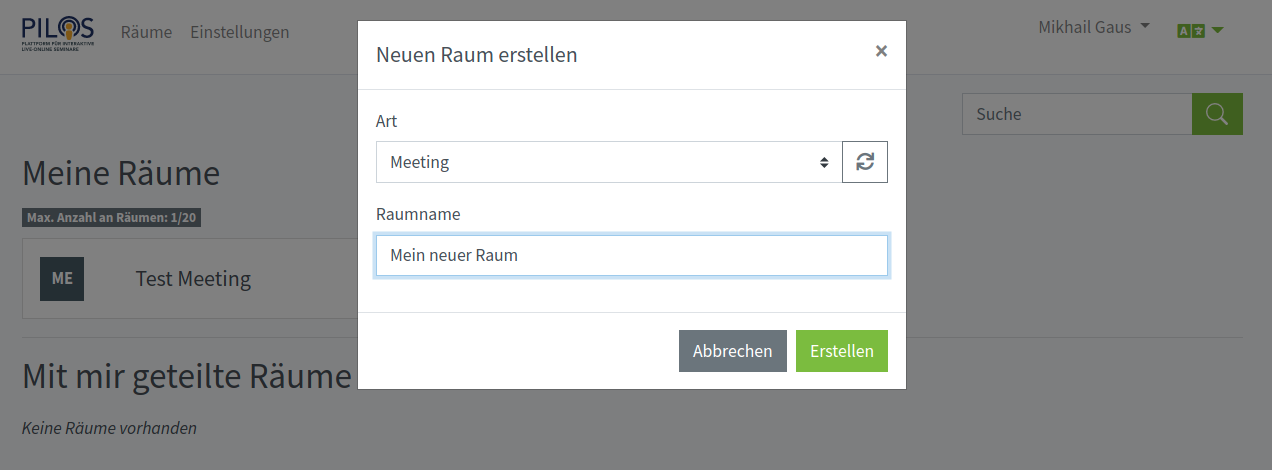 PILOS
PLATTFORM FÜR INTERAKTIVE
LIVE-ONLINE SEMINARE
Räume
Einstellungen
Mikhail Gaus
Neuen Raum erstellen
×
Art
Meeting
Raumname
Mein neuer Raum
Abbrechen
Erstellen
Suche
Meine Räume
Max. Anzahl an Räumen: 1/20
ME
Test Meeting
Mit mir geteilte Räume
Keine Räume vorhanden